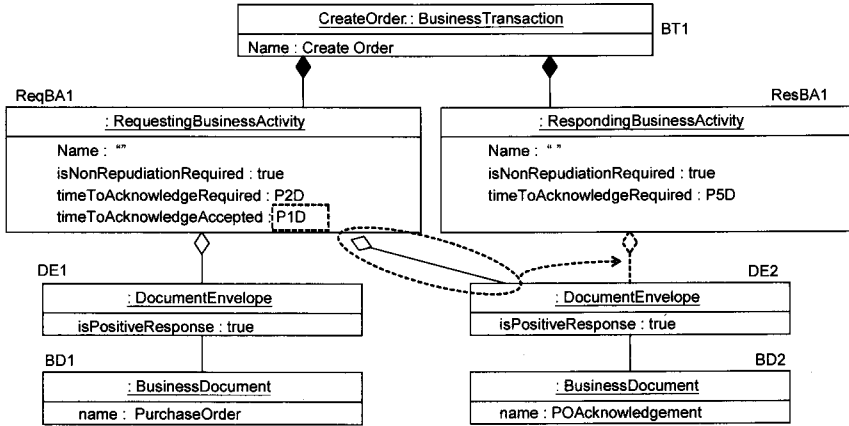 CreateOrder : BusinessTransaction
BT1
Name : Create Order
ReqBA1
ResBA1
: RequestingBusinessActivity
: RespondingBusinessActivity
Name : “”
Name : “ ”
isNonRepudiationRequired : true
isNonRepudiationRequired : true
timeToAcknowledgeRequired : P2D
timeToAcknowledgeRequired : P5D
timeToAcknowledgeAccepted : P1D
DE1
DE2
: DocumentEnvelope
: DocumentEnvelope
isPositiveResponse : true
isPositiveResponse : true
BD1
BD2
: BusinessDocument
: BusinessDocument
name : PurchaseOrder
name : POAcknowledgement